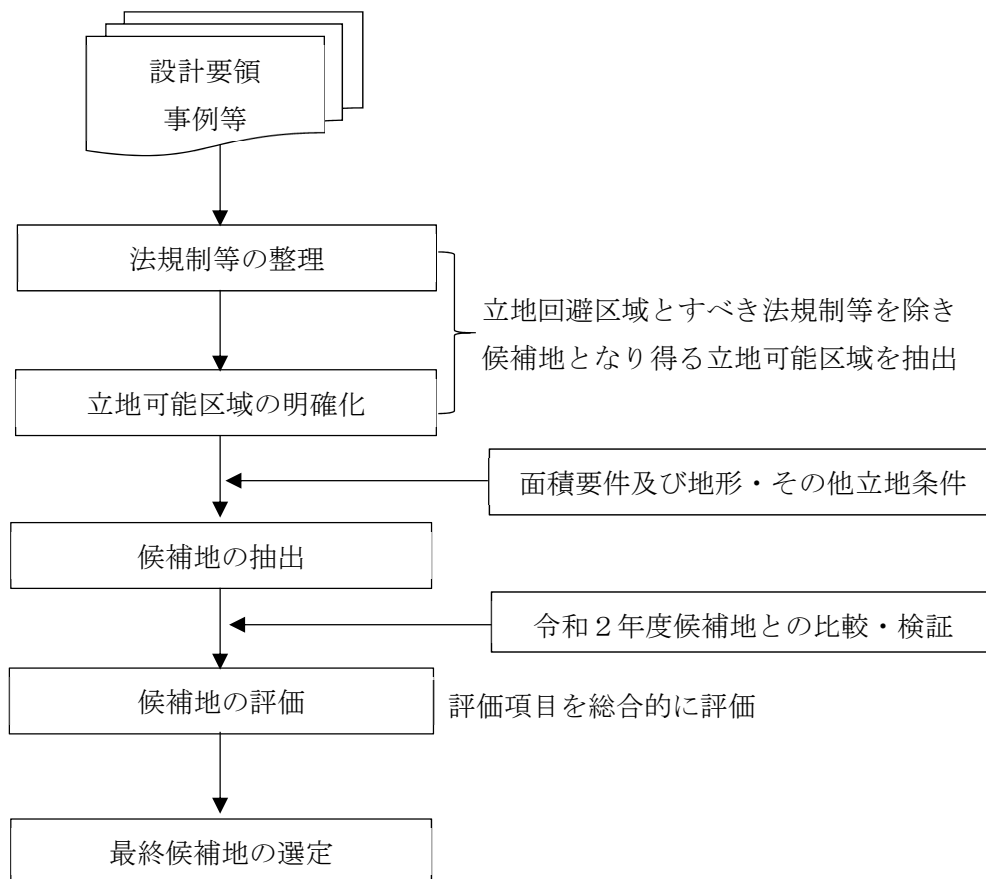 設計要領
事例等
法規制等の整理
立地回避区域とすべき法規制等を除き
候補地となり得る立地可能区域を抽出
立地可能区域の明確化
面積要件及び地形・その他立地条件
候補地の抽出
令和２年度候補地との比較・検証
候補地の評価
評価項目を総合的に評価
最終候補地の選定